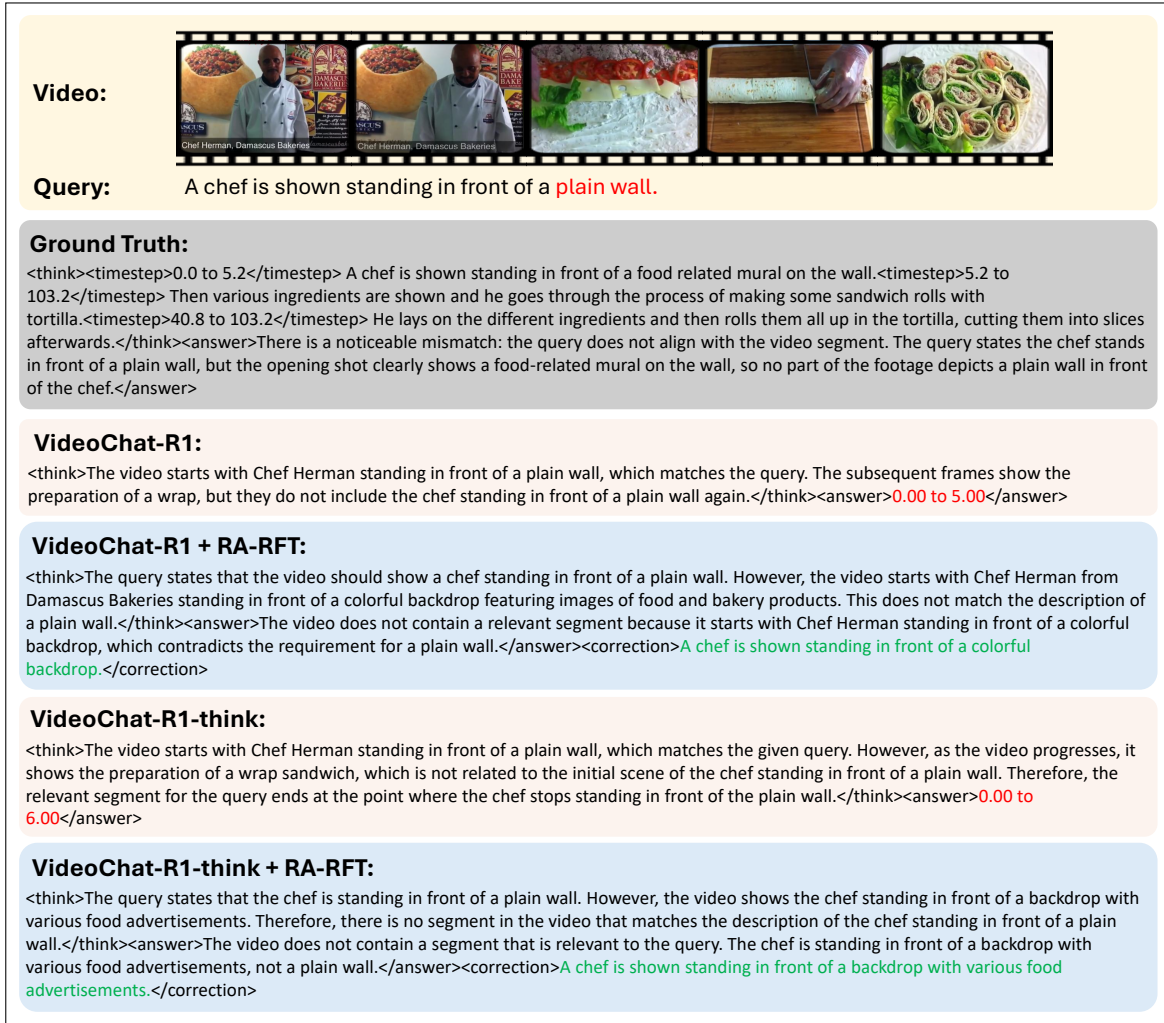 Video:
DAMASCUS
BAKERIES
Chef Herman, Damascus Bakeries
Chef Herman, Damascus Bakeries
Query:
A chef is shown standing in front of a plain wall.
Ground Truth:
<think><timestep>0.0 to 5.2</timestep> A chef is shown standing in front of a food related mural on the wall.<timestep>5.2 to
103.2</timestep> Then various ingredients are shown and he goes through the process of making some sandwich rolls with
tortilla.<timestep>40.8 to 103.2</timestep> He lays on the different ingredients and then rolls them all up in the tortilla, cutting them into slices
afterwards.</think><answer>There is a noticeable mismatch: the query does not align with the video segment. The query states the chef stands
in front of a plain wall, but the opening shot clearly shows a food-related mural on the wall, so no part of the footage depicts a plain wall in front
of the chef.</answer>
VideoChat-R1:
<think>The video starts with Chef Herman standing in front of a plain wall, which matches the query. The subsequent frames show the
preparation of a wrap, but they do not include the chef standing in front of a plain wall again.</think><answer>0.00 to 5.00</answer>
VideoChat-R1 + RA-RFT:
<think>The query states that the video should show a chef standing in front of a plain wall. However, the video starts with Chef Herman from
Damascus Bakeries standing in front of a colorful backdrop featuring images of food and bakery products. This does not match the description of
a plain wall.</think><answer>The video does not contain a relevant segment because it starts with Chef Herman standing in front of a colorful
backdrop, which contradicts the requirement for a plain wall.</answer><correction>A chef is shown standing in front of a colorful
backdrop.</correction>
VideoChat-R1-think:
<think>The video starts with Chef Herman standing in front of a plain wall, which matches the given query. However, as the video progresses, it
shows the preparation of a wrap sandwich, which is not related to the initial scene of the chef standing in front of a plain wall. Therefore, the
relevant segment for the query ends at the point where the chef stops standing in front of the plain wall.</think><answer>0.00 to
6.00</answer>
VideoChat-R1-think + RA-RFT:
<think>The query states that the chef is standing in front of a plain wall. However, the video shows the chef standing in front of a backdrop with
various food advertisements. Therefore, there is no segment in the video that matches the description of the chef standing in front of a plain
wall.</think><answer>The video does not contain a segment that is relevant to the query. The chef is standing in front of a backdrop with
various food advertisements, not a plain wall.</answer><correction>A chef is shown standing in front of a backdrop with various food
advertisements.</correction>